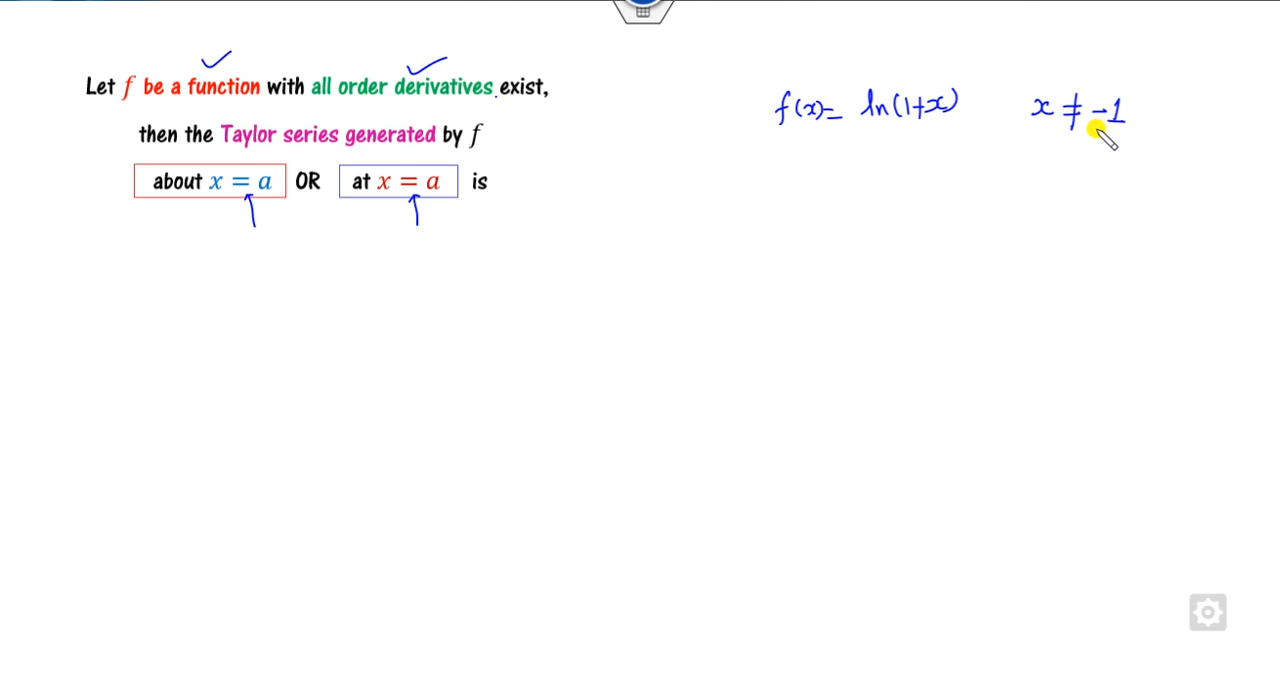 Let f be a function with all order derivatives exist,
then the Taylor series generated by f
about x = a OR at x = a is
f(x)= ln(1+x) x ≠ -1